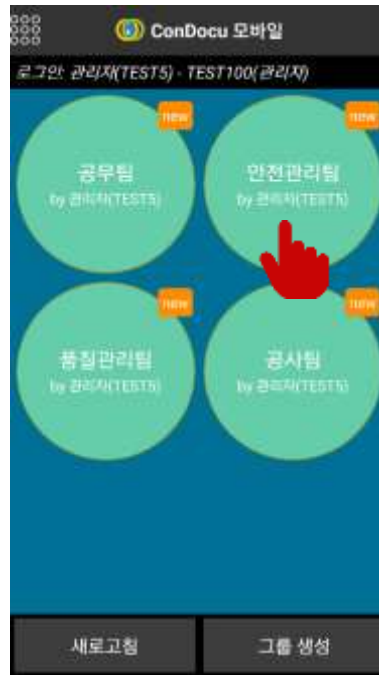 ConDocu 모바일
로그인: 관리자(TEST5) - TEST100(관리자)
new
공무팀
by 관리자(TEST5)
new
안전관리팀
by 관리자(TEST5)
new
품질관리팀
by 관리자(TEST5)
new
공사팀
by 관리자(TEST5)
새로고침
그룹 생성